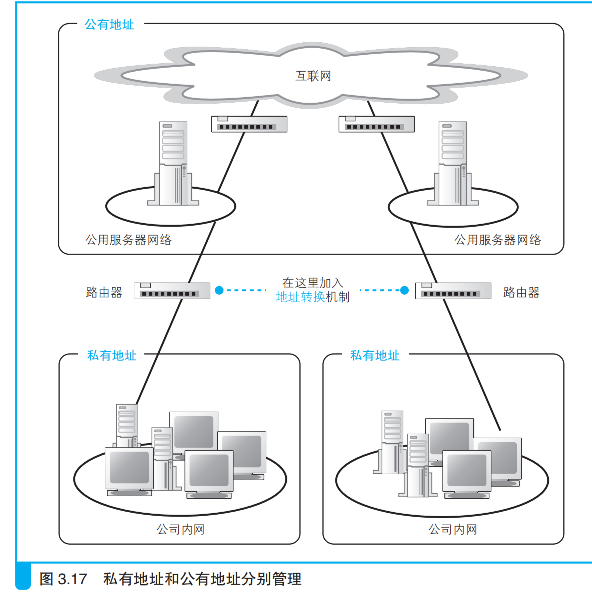 公有地址
互联网
公用服务器网络
公用服务器网络
路由器
在这里加入
地址转换机制
路由器
私有地址
私有地址
公司内网
公司内网
图 3.17 私有地址和公有地址分别管理